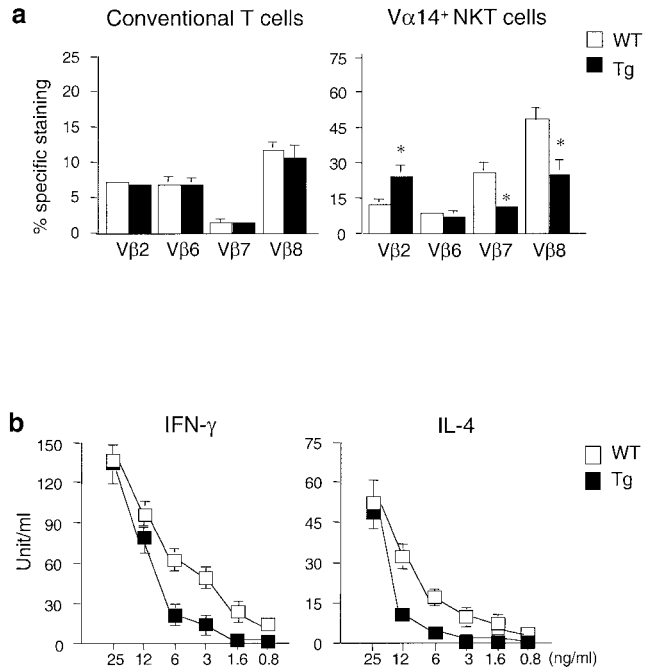 a
Conventional T cells
Vα14+ NKT cells
WT
Tg
% specific staining
20
15
10
5
0
75
60
45
30
15
0
*
*
*
Vβ2 Vβ6 Vβ7 Vβ8
Vβ2 Vβ6 Vβ7 Vβ8
b
IFN-γ
IL-4
WT
Tg
Unit/ml
150
120
90
60
30
0
75
60
45
30
15
0
25 12 6 3 1.6 0.8
25 12 6 3 1.6 0.8 (ng/ml)